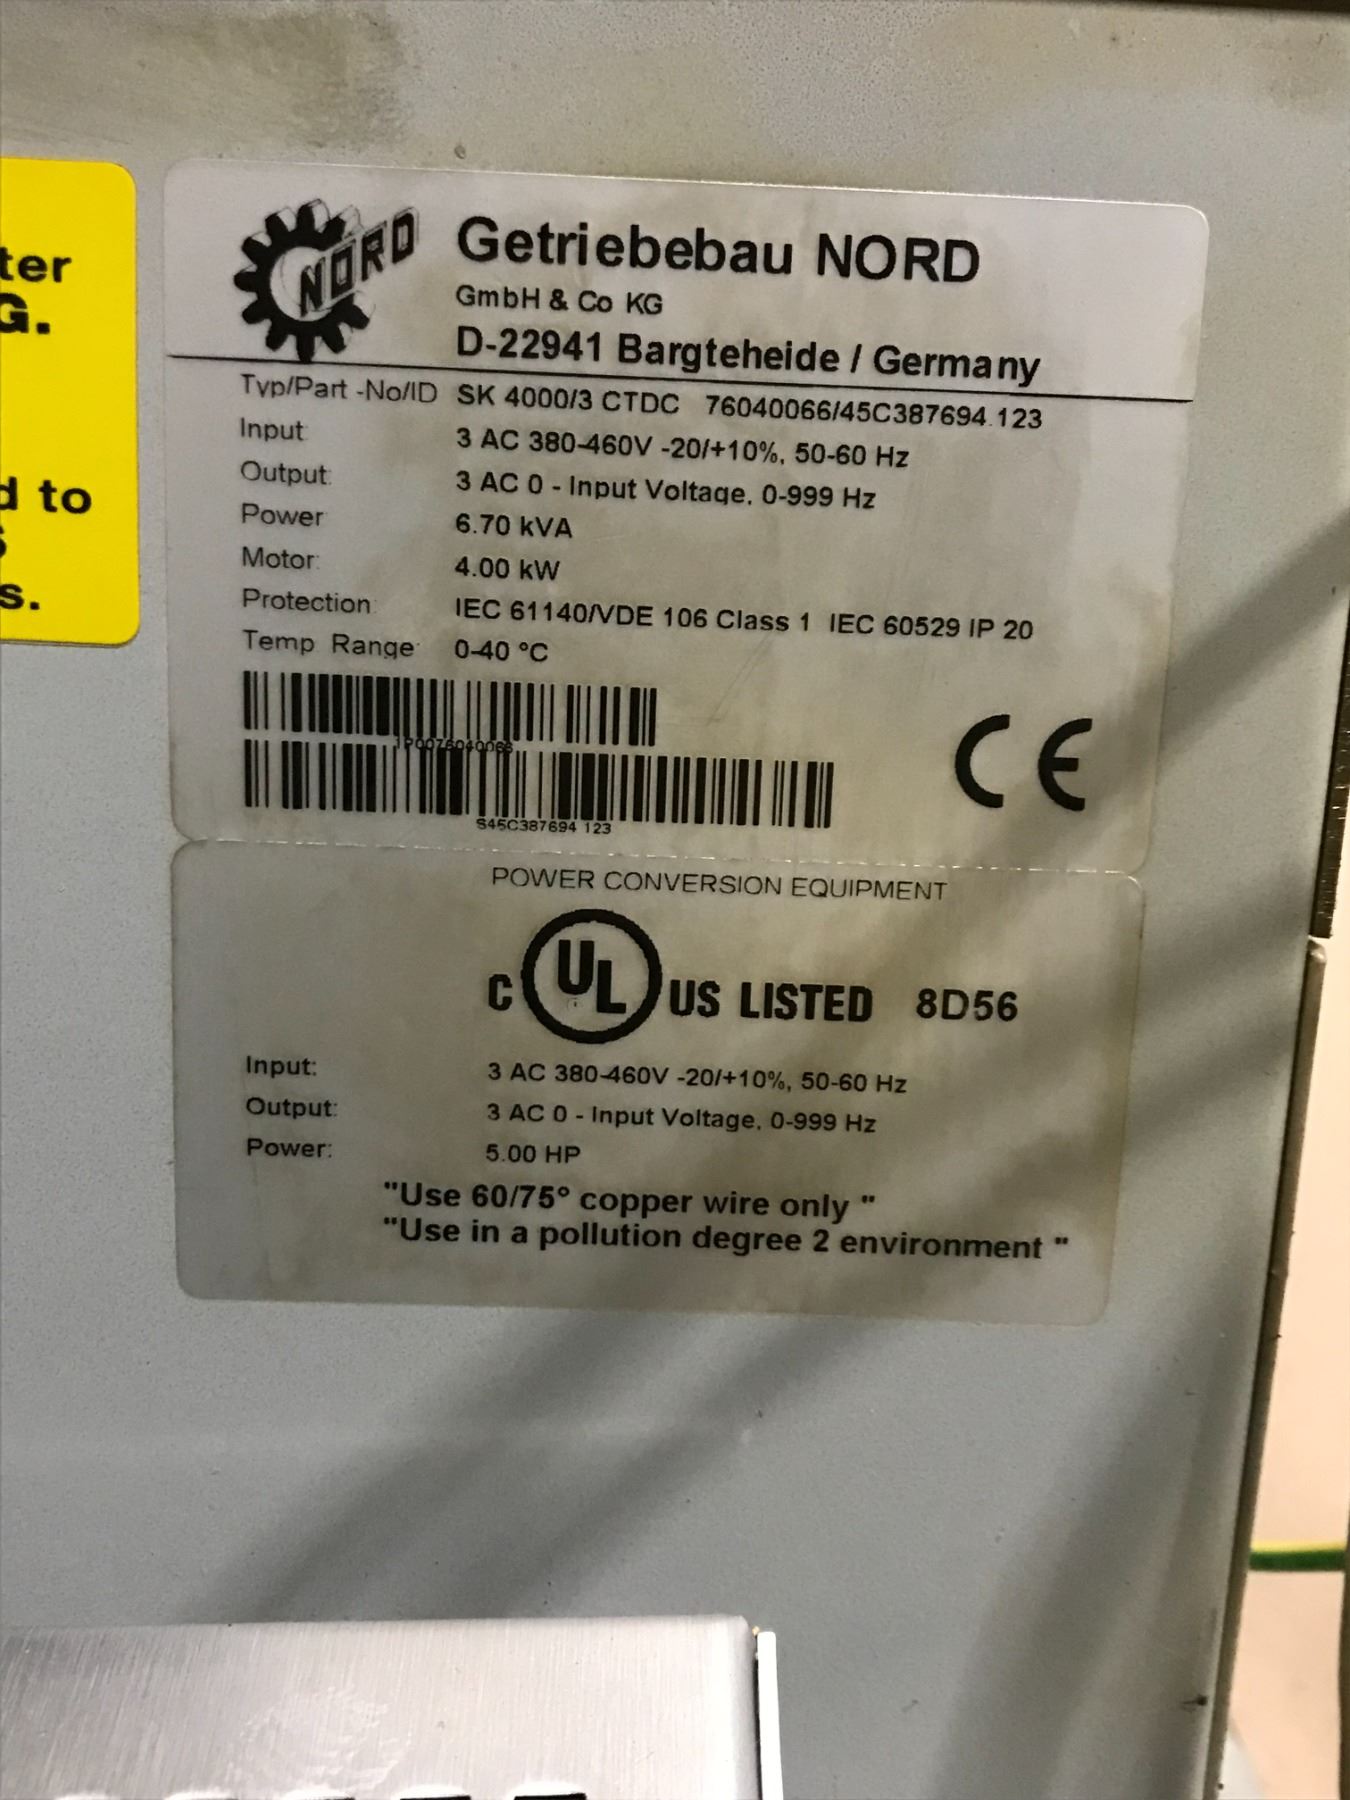 ter
G.
d to
s.
NORD
Getriebebau NORD
GmbH & Co KG
D-22941 Bargteheide / Germany
Typ/Part -No/ID SK 4000/3 CTDC 76040066/45C387694.123
Input 3 AC 380-460V -20/+10%, 50-60 Hz
Output: 3 AC 0 - Input Voltage, 0-999 Hz
Power 6.70 kVA
Motor: 4.00 kW
Protection: IEC 61140/VDE 106 Class 1 IEC 60529 IP 20
Temp Range: 0-40 °C
CE
S45C387694 123
POWER CONVERSION EQUIPMENT
C UL US LISTED 8D56
Input: 3 AC 380-460V -20/+10%, 50-60 Hz
Output: 3 AC 0 - Input Voltage, 0-999 Hz
Power: 5.00 HP
"Use 60/75° copper wire only "
"Use in a pollution degree 2 environment "